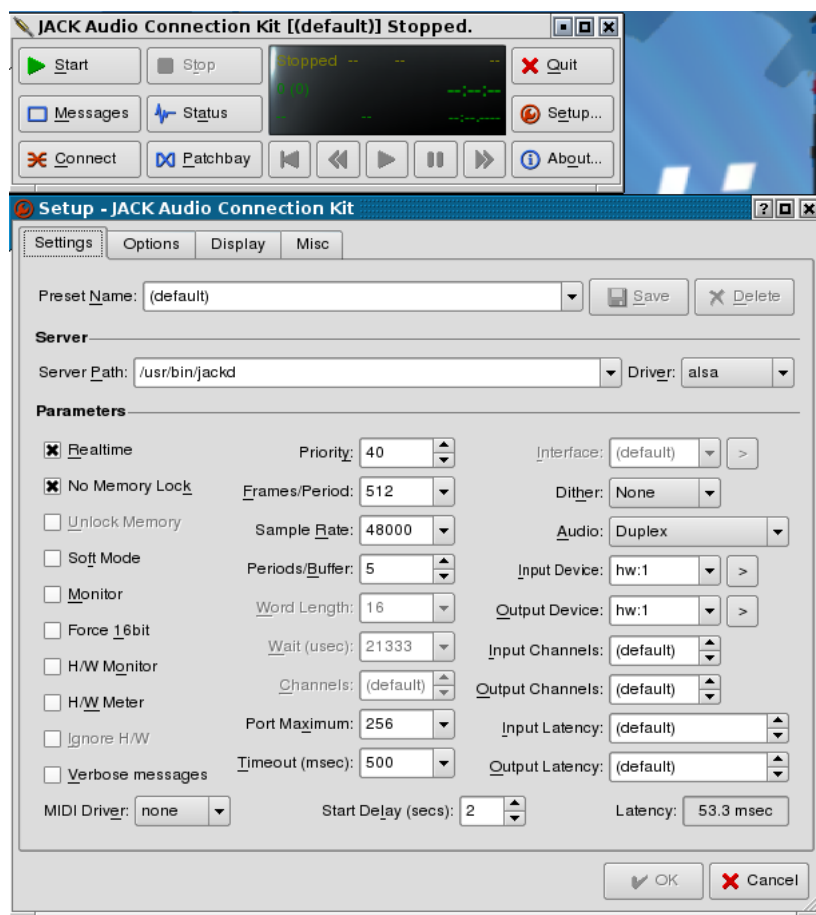 JACK Audio Connection Kit [(default)] Stopped.
Start Stop Stopped -- -- -- Quit
0 (0) --:--:--
Messages Status -- -- --:--.---- Setup...
Connect Patchbay About...
Setup - JACK Audio Connection Kit
Settings Options Display Misc
Preset Name: (default) Save Delete
Server
Server Path: /usr/bin/jackd Driver: alsa
Parameters
Realtime Priority: 40 Interface: (default) >
No Memory Lock Frames/Period: 512 Dither: None
Unlock Memory Sample Rate: 48000 Audio: Duplex
Soft Mode Periods/Buffer: 5 Input Device: hw:1 >
Monitor Word Length: 16 Output Device: hw:1 >
Force 16bit Wait (usec): 21333 Input Channels: (default)
H/W Monitor Channels: (default) Output Channels: (default)
H/W Meter Port Maximum: 256 Input Latency: (default)
Ignore H/W Timeout (msec): 500 Output Latency: (default)
Verbose messages
MIDI Driver: none Start Delay (secs): 2 Latency: 53.3 msec
OK Cancel